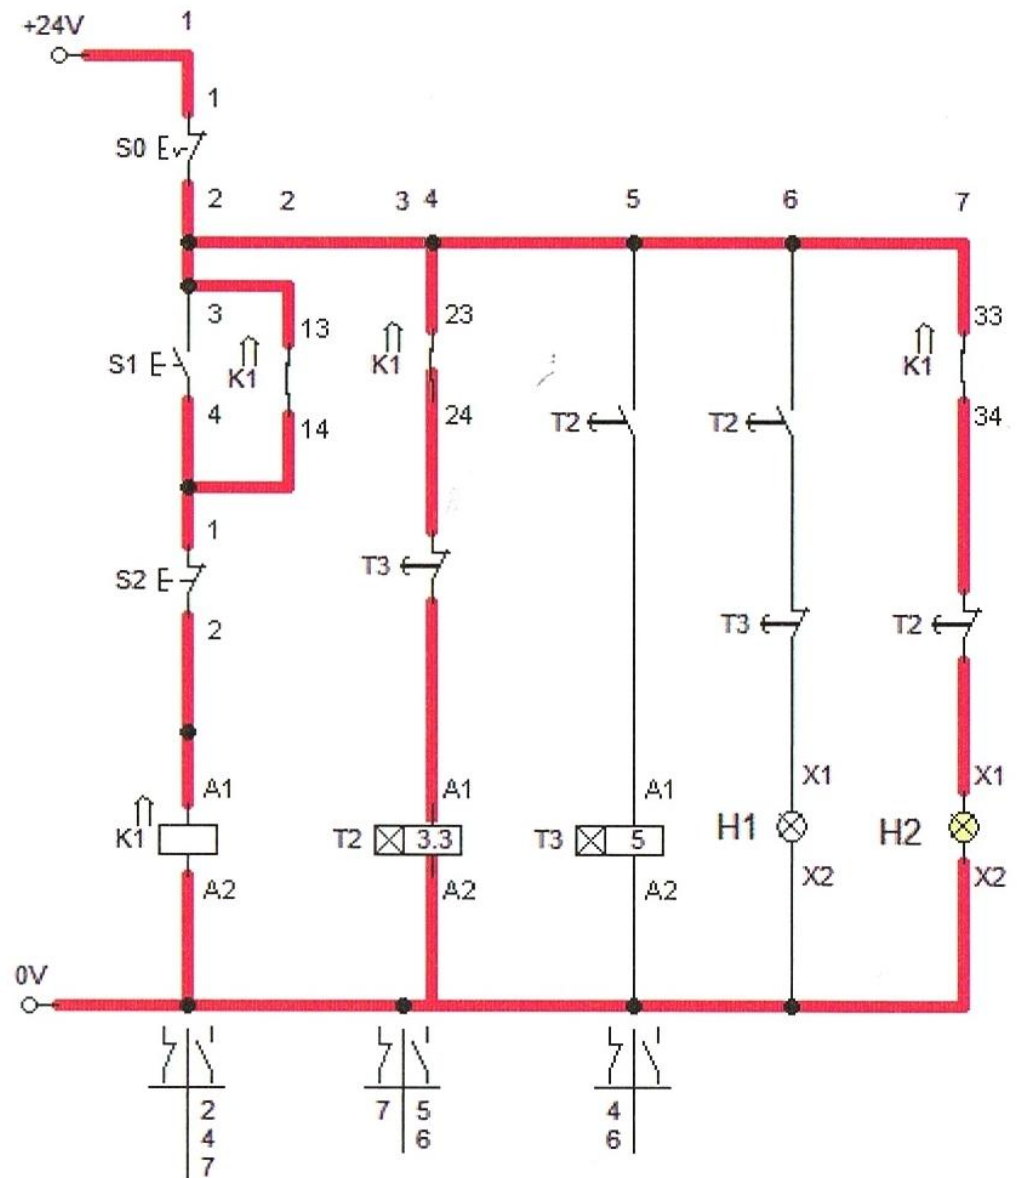 +24V 1
1
S0
2 2 3 4 5 6 7
3 13 23 33
S1 K1 K1 K1
4 14 24 T2 T2 34
1
S2 T3
2 T3 T2
A1 A1 A1 X1 X1
K1 T2 3.3 T3 5 H1 H2
A2 A2 A2 X2 X2
0V
2 7 5 4
4 6 6
7